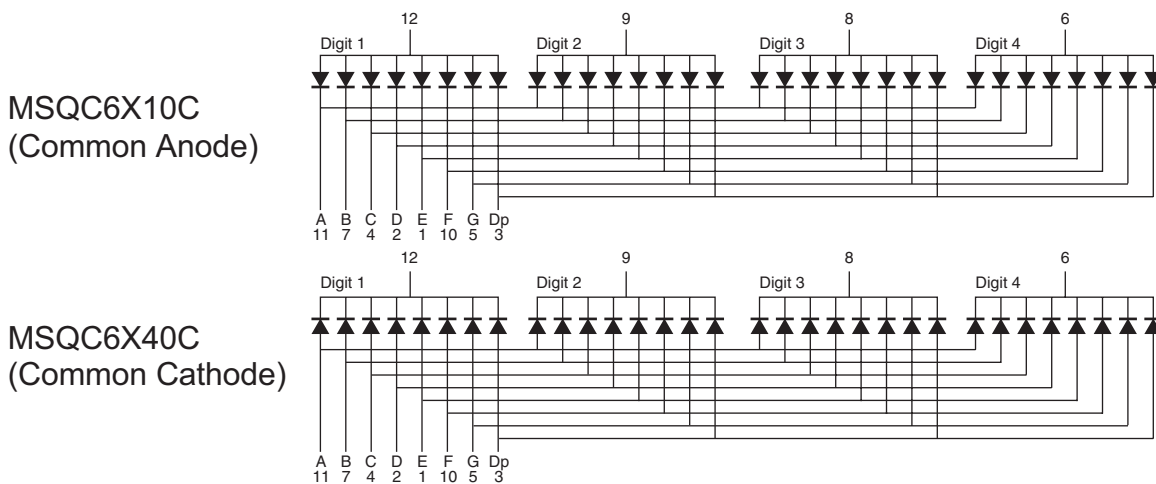 12 9 8 6
Digit 1 Digit 2 Digit 3 Digit 4
MSQC6X10C
(Common Anode)
A B C D E F G Dp
11 7 4 2 1 10 5 3
12 9 8 6
Digit 1 Digit 2 Digit 3 Digit 4
MSQC6X40C
(Common Cathode)
A B C D E F G Dp
11 7 4 2 1 10 5 3